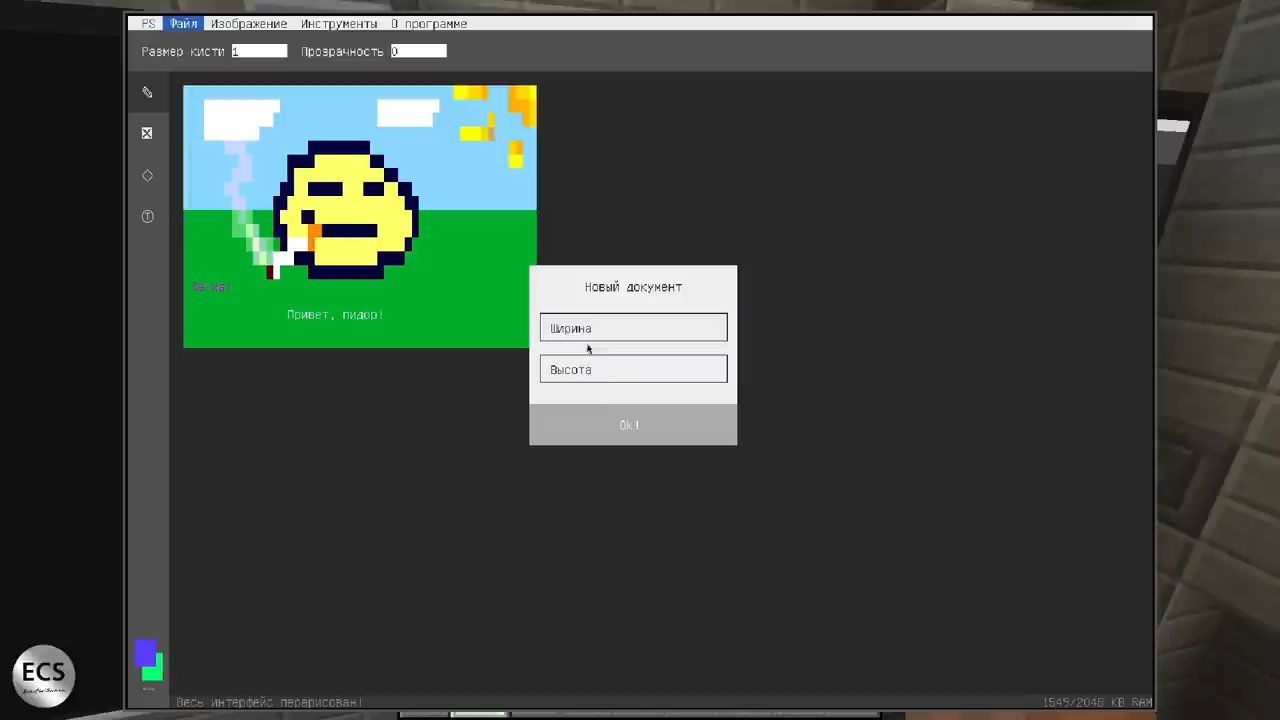 PS Файл Изображение Инструменты О программе
Размер кисти 1 Прозрачность 0
Новый документ
Ширина
Привет, пидор!
Высота
Ok!
ECS
Весь интерфейс перерисован! 1549/2048 KB RAM